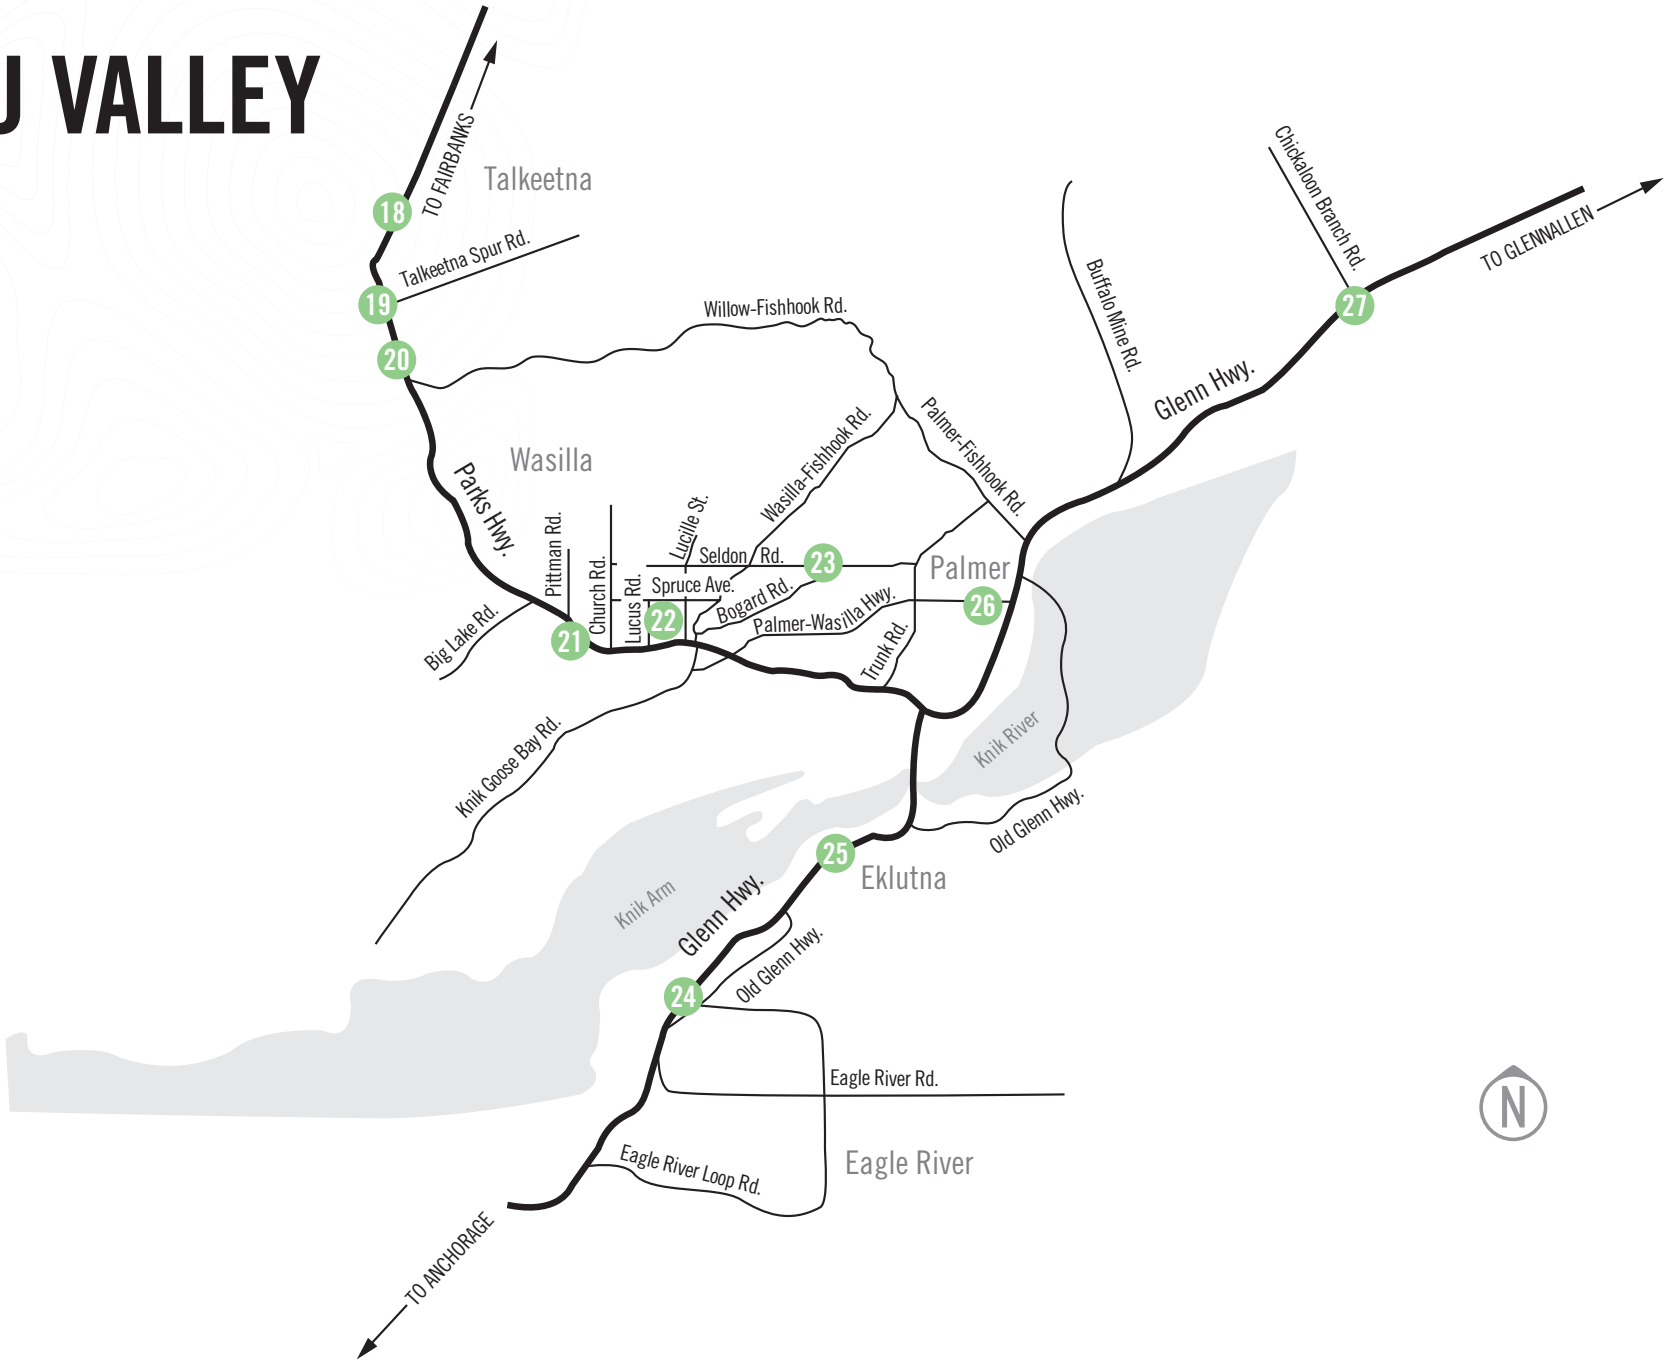 U VALLEY
TO FAIRBANKS
Talkeetna
18
Talkeetna Spur Rd.
19
20
Willow-Fishhook Rd.
Chickaloon Branch Rd.
TO GLENNALLEN
27
Buffalo Mine Rd.
Glenn Hwy.
Palmer-Fishhook Rd.
Wasilla-Fishhook Rd.
Wasilla
Parks Hwy.
Pittman Rd.
Church Rd.
Lucus Rd.
Lucille St.
Seldon Rd.
23
Spruce Ave.
22
Bogard Rd.
Palmer-Wasilla Hwy.
Palmer
26
Trunk Rd.
21
Big Lake Rd.
Knik Goose Bay Rd.
Knik River
Old Glenn Hwy.
25
Eklutna
Knik Arm
Glenn Hwy.
Old Glenn Hwy.
24
Eagle River Rd.
Eagle River Loop Rd.
Eagle River
TO ANCHORAGE
N